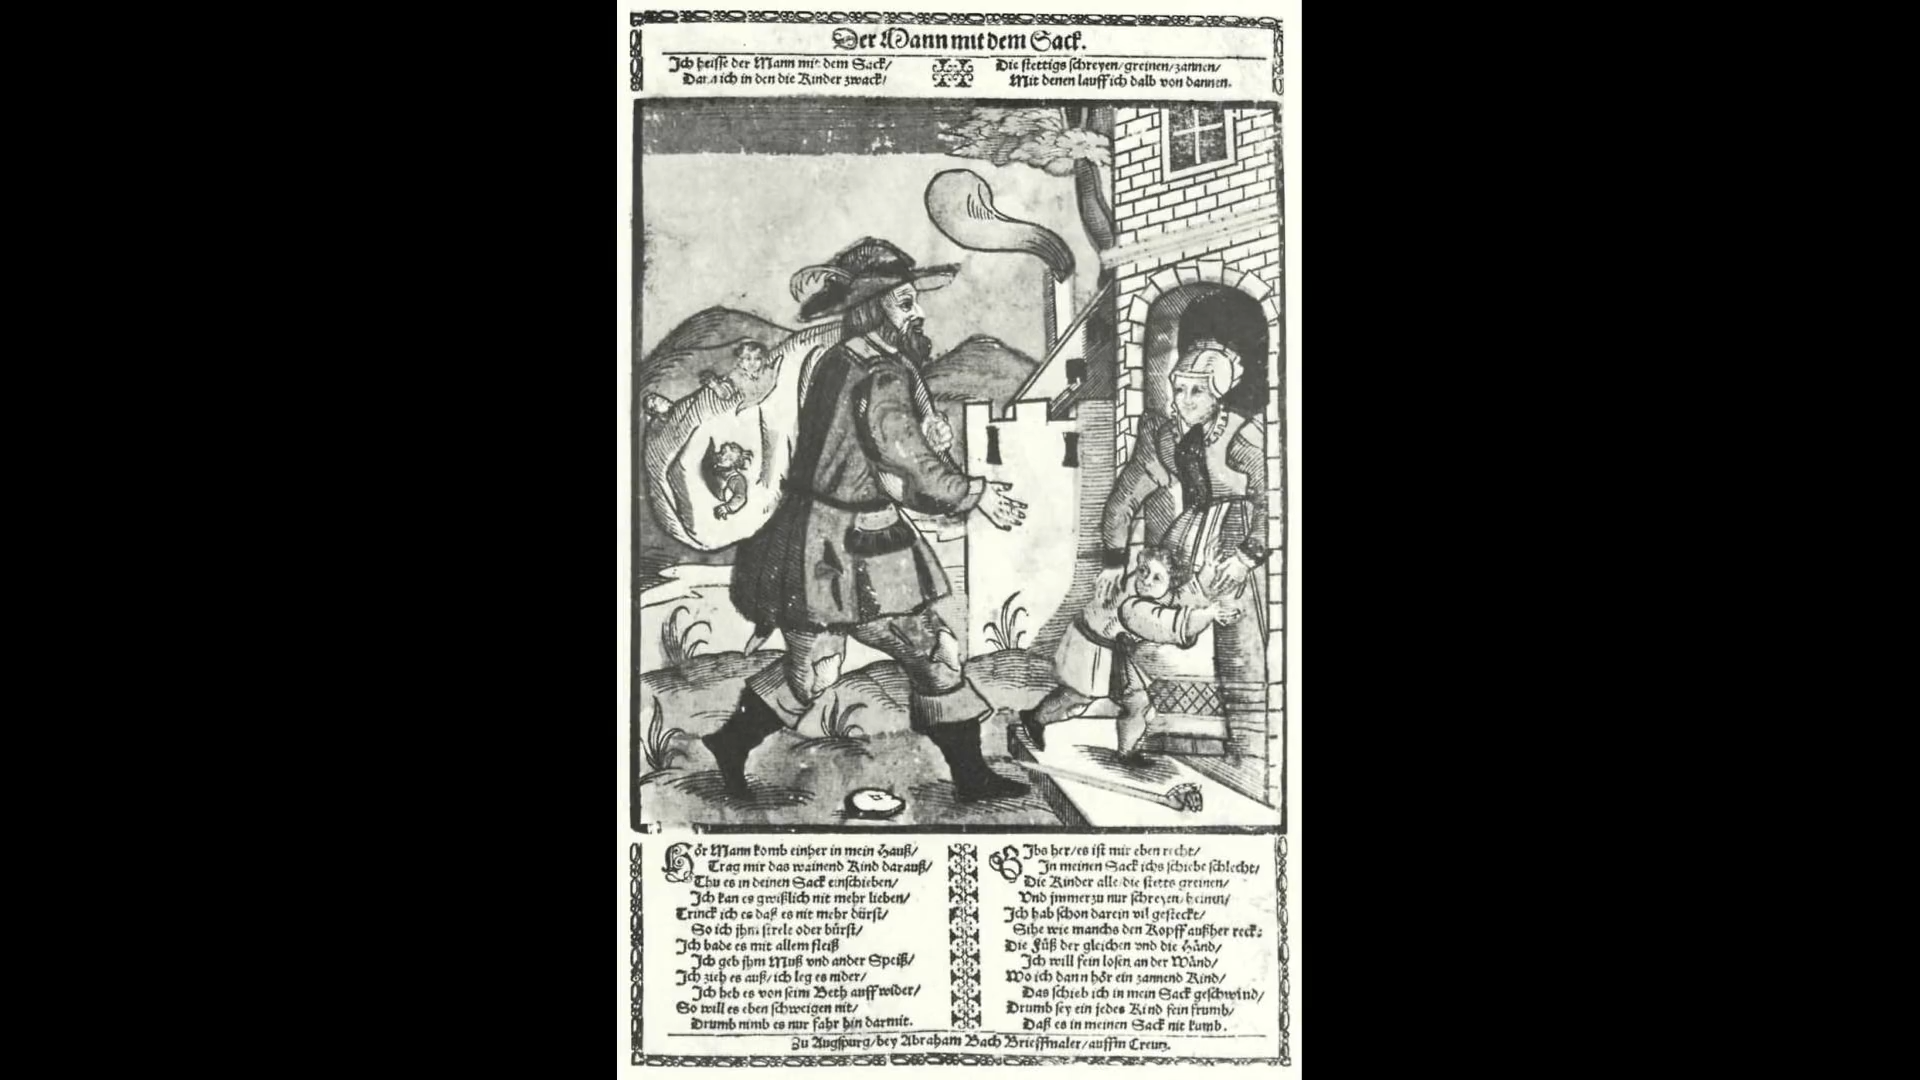 Der Mann mit dem Sack.
Ich heisse der Mann mit dem Sack/
Dar ich in den die Kinder zwack/
Die stettigs schreyen/greinen/zannen/
Mit denen lauff ich balb von dannen.
Hör Mann komb einher in mein Hauß/
Trag mir das wainend Kind darauß/
Thu es in deinen Sack einschieben/
Ich kan es gwißlich nit mehr lieben/
Trinck ich es daß es nit mehr dürst/
So ich jhm strele oder bürst/
Ich bade es mit allem fleiß
Ich geb jhm Muß vnd ander Speiß/
Ich zieh es auß/ich leg es nider/
Ich heb es von seim Beth auff wider/
So will es eben schweigen nit/
Drumb nimb es nur fahr hin darmit.
Gibs her/es ist mir eben recht/
In meinen Sack ichs schiebe schlecht/
Die Kinder alle/die stetts greinen/
Vnd jmmerzu nur schreyen/heinen/
Ich hab schon darein vil gesteckt/
Sihe wie manchs den Kopff außher reck:
Die Füß der gleichen vnd die Händ/
Ich will fein losen an der Wänd/
Wo ich dann hör ein zannend Kind/
Das schieb ich in mein Sack geschwind/
Drumb sey ein jedes Kind fein frumb/
Daß es in meinen Sack nit kumb.
Zu Augspurg/bey Abraham Bach Brieffmaler/auffm Creutz.